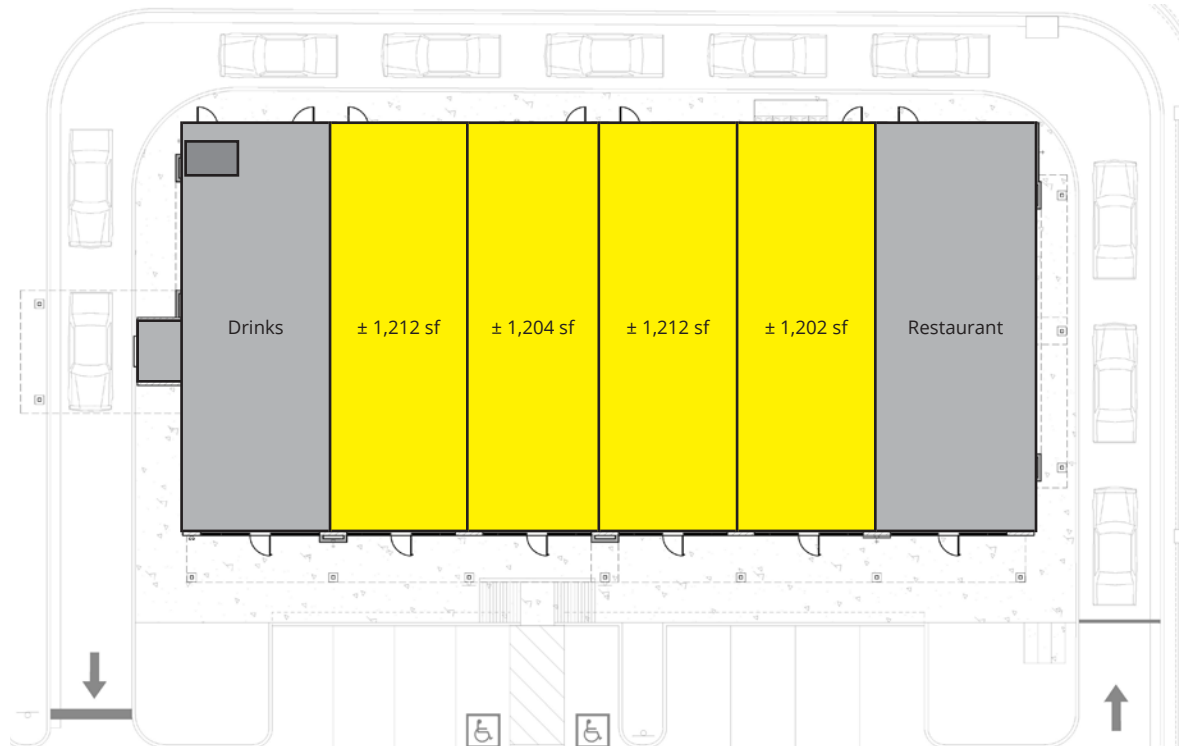 Drinks
± 1,212 sf
± 1,204 sf
± 1,212 sf
± 1,202 sf
Restaurant